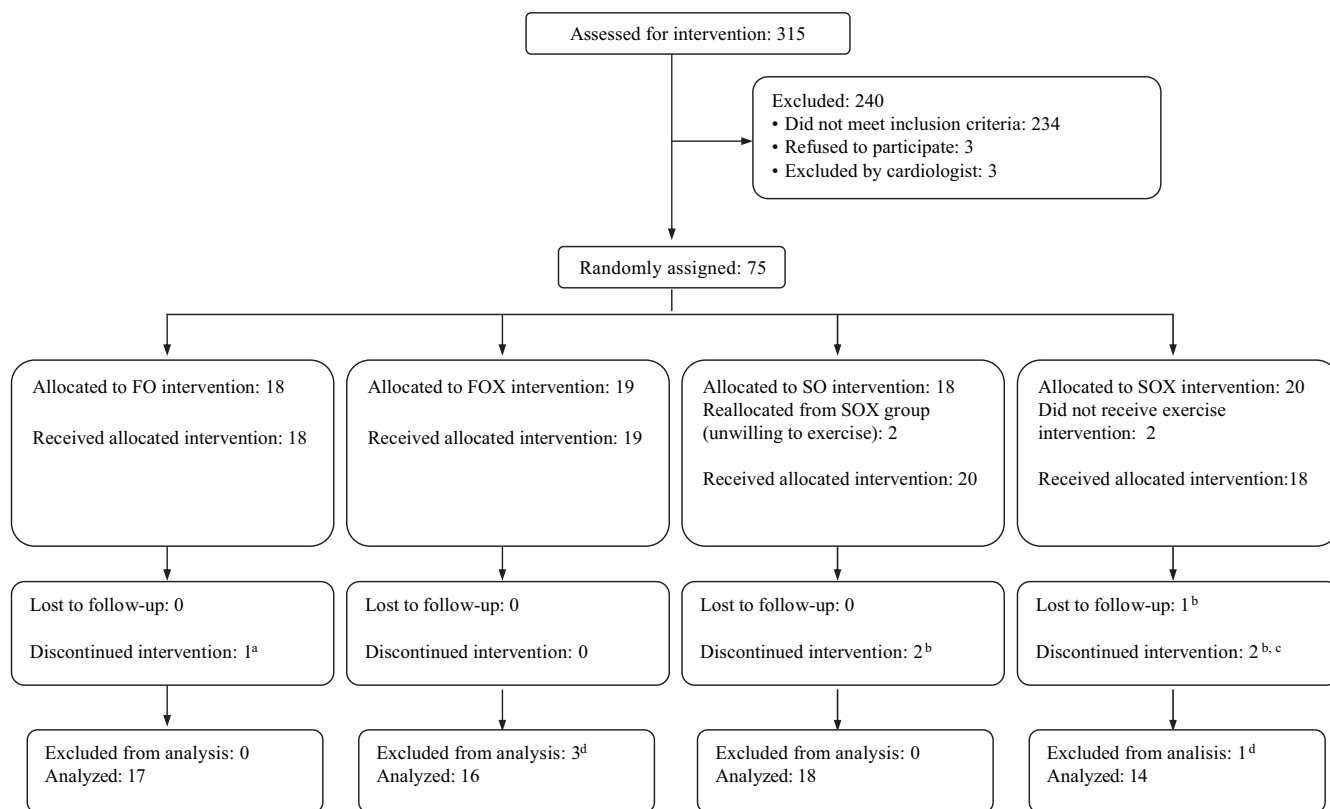 Assessed for intervention: 315
Excluded: 240
• Did not meet inclusion criteria: 234
• Refused to participate: 3
• Excluded by cardiologist: 3
Randomly assigned: 75
Allocated to FO intervention: 18
Received allocated intervention: 18
Allocated to FOX intervention: 19
Received allocated intervention: 19
Allocated to SO intervention: 18
Reallocated from SOX group
(unwilling to exercise): 2
Received allocated intervention: 20
Allocated to SOX intervention: 20
Did not receive exercise
intervention: 2
Received allocated intervention:18
Lost to follow-up: 0
Discontinued intervention: 1a
Lost to follow-up: 0
Discontinued intervention: 0
Lost to follow-up: 0
Discontinued intervention: 2b
Lost to follow-up: 1b
Discontinued intervention: 2b, c
Excluded from analysis: 0
Analyzed: 17
Excluded from analysis: 3d
Analyzed: 16
Excluded from analysis: 0
Analyzed: 18
Excluded from analisis: 1d
Analyzed: 14